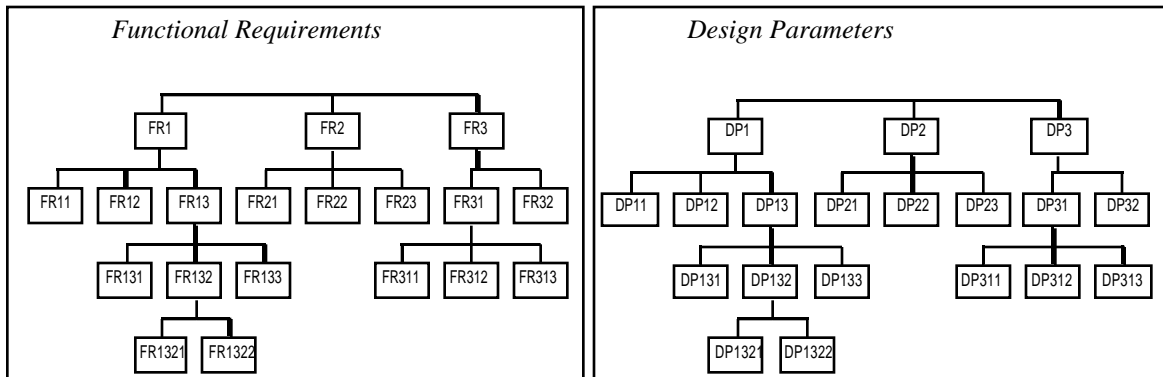 Functional Requirements
FR1 FR2 FR3
FR11 FR12 FR13 FR21 FR22 FR23 FR31 FR32
FR131 FR132 FR133 FR311 FR312 FR313
FR1321 FR1322
Design Parameters
DP1 DP2 DP3
DP11 DP12 DP13 DP21 DP22 DP23 DP31 DP32
DP131 DP132 DP133 DP311 DP312 DP313
DP1321 DP1322